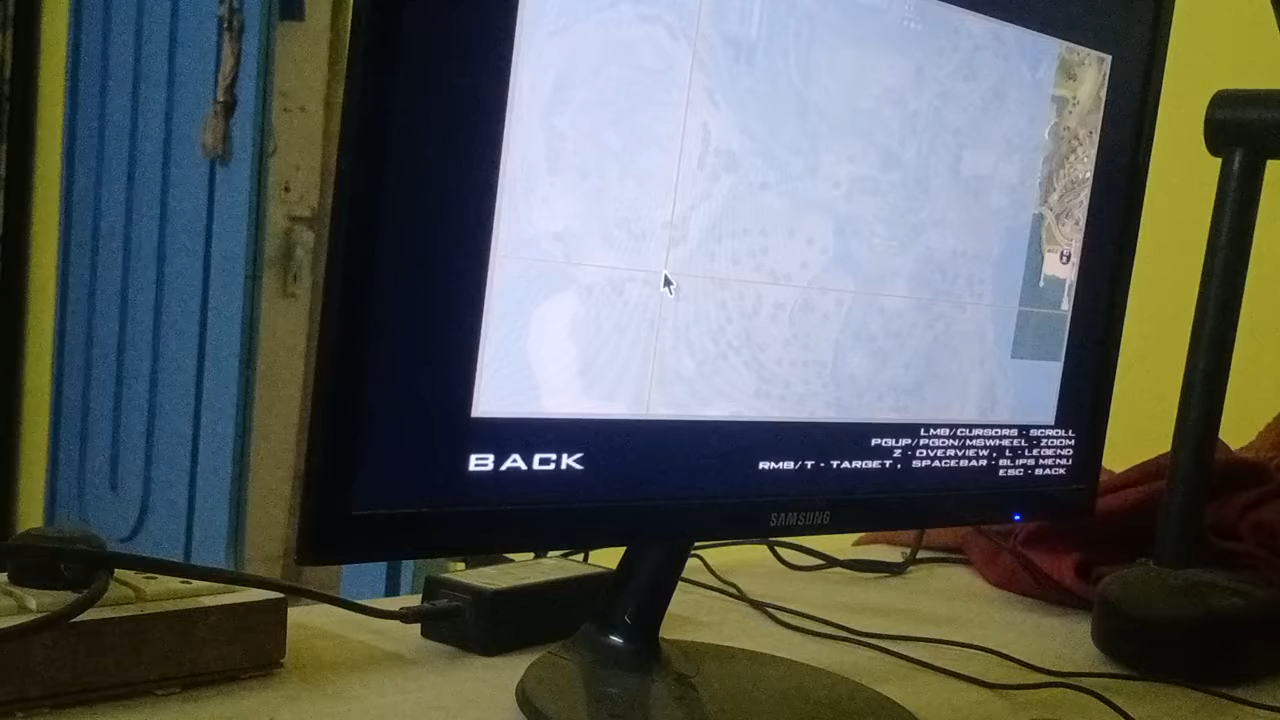 LMB/CURSORS - SCROLL
PGUP/PGDN/MSWHEEL - ZOOM
Z - OVERVIEW, L - LEGEND
RMB/T - TARGET, SPACEBAR - BLIPS MENU
ESC - BACK
BACK
SAMSUNG